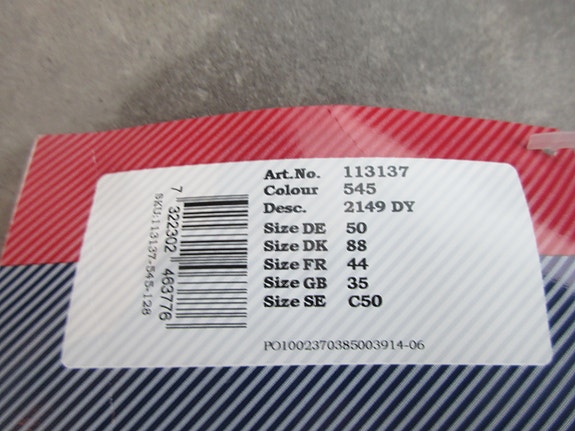 Art.No. 113137
Colour 545
Desc. 2149 DY
Size DE 50
Size DK 88
Size FR 44
Size GB 35
Size SE C50
PO1002370385003914-06
7 322302 463776
SKU:113137-545-128